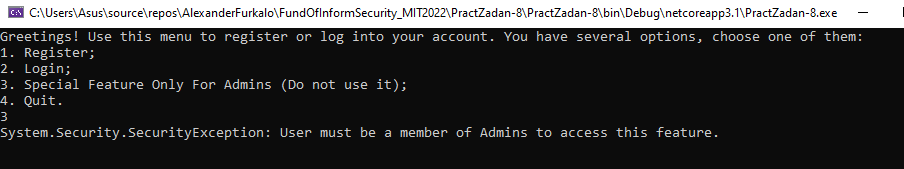 C:\Users\Asus\source\repos\AlexanderFurkalo\FundOfInformSecurity_MIT2022\PractZadan-8\PractZadan-8\bin\Debug\netcoreapp3.1\PractZadan-8.exe
Greetings! Use this menu to register or log into your account. You have several options, choose one of them:
1. Register;
2. Login;
3. Special Feature Only For Admins (Do not use it);
4. Quit.
3
System.Security.SecurityException: User must be a member of Admins to access this feature.